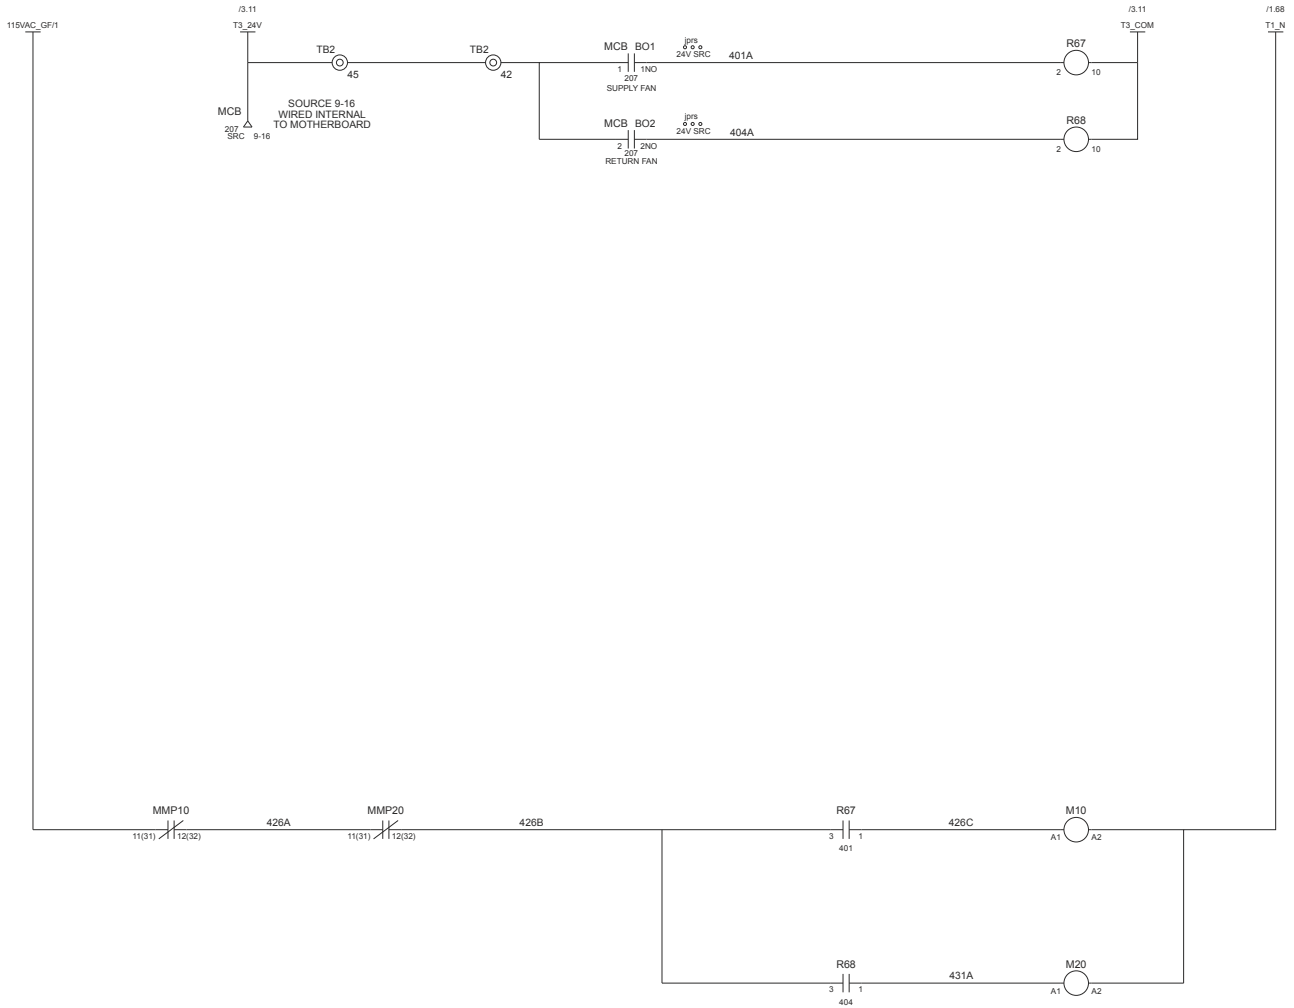 /3.11
/3.11
/1.68
115VAC_GF/1
T3_24V
T3_COM
T1_N
TB2
45
TB2
42
MCB BO1
1 1NO
207
SUPPLY FAN
jprs
24V SRC
401A
R67
2 10
MCB
207
SRC 9-16
SOURCE 9-16
WIRED INTERNAL
TO MOTHERBOARD
MCB BO2
2 2NO
207
RETURN FAN
jprs
24V SRC
404A
R68
2 10
MMP10
11(31) 12(32)
426A
MMP20
11(31) 12(32)
426B
R67
3 1
401
426C
M10
A1 A2
R68
3 1
404
431A
M20
A1 A2